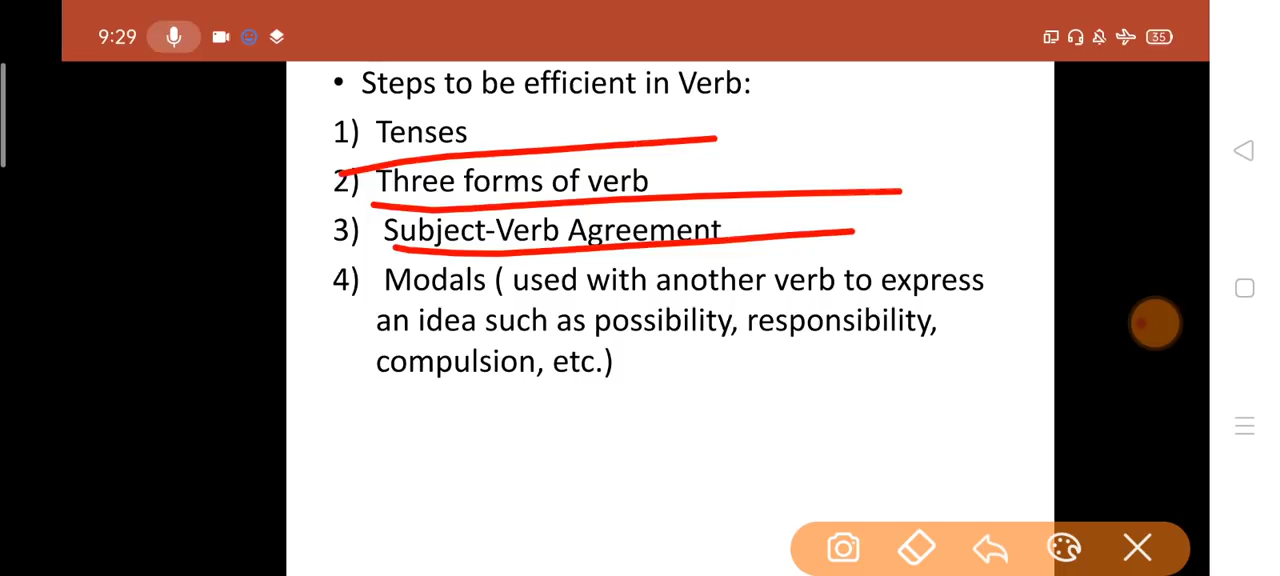 9:29
35
• Steps to be efficient in Verb:
1) Tenses
2) Three forms of verb
3) Subject-Verb Agreement
4) Modals ( used with another verb to express
an idea such as possibility, responsibility,
compulsion, etc.)